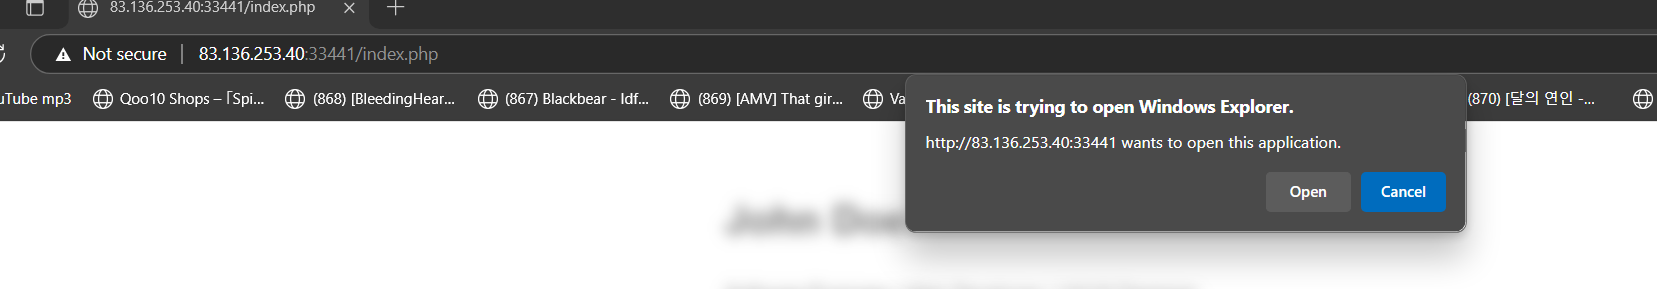 83.136.253.40:33441/index.php
Not secure | 83.136.253.40:33441/index.php
uTube mp3 Qoo10 Shops – 「Spi... (868) [BleedingHear... (867) Blackbear - Idf... (869) [AMV] That gir... Va (870) [달의 연인 -...
This site is trying to open Windows Explorer.
http://83.136.253.40:33441 wants to open this application.
Open Cancel
John Doe